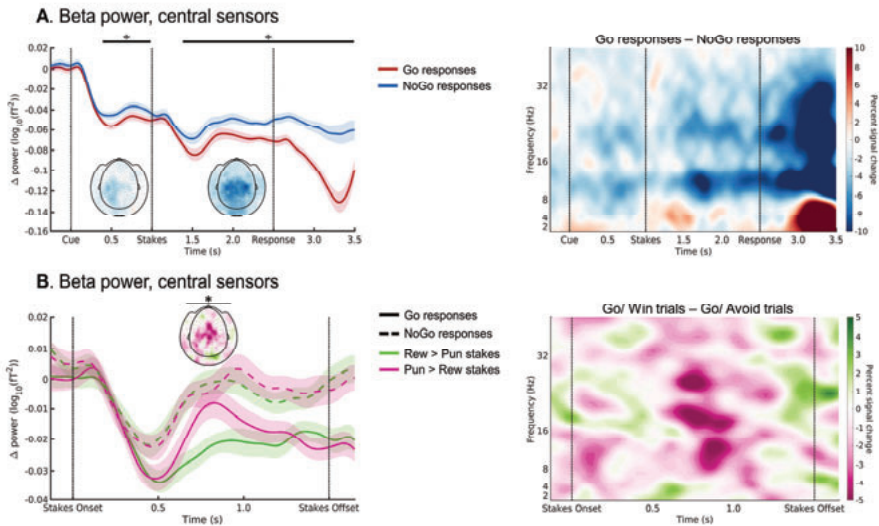 A. Beta power, central sensors
0.02
0
-0.02
-0.04
-0.06
-0.08
-0.1
-0.12
-0.14
-0.16
Δ power (log10(fT^2)
*
*
Cue
0.5
Stakes
1.5
2.0
Response
3.0
3.5
Time (s)
Go responses
NoGo responses
Go responses – NoGo responses
Frequency (Hz)
32
16
8
4
2
Cue
Stakes
1.5
2.0
Response
3.0
3.5
Time (s)
10
8
6
4
2
0
-2
-4
-6
-8
-10
Percent signal change
B. Beta power, central sensors
*
0.02
0.01
0
-0.01
-0.02
-0.03
-0.04
Δ power (log10(fT^2)
Stakes Onset
0.5
1.0
Stakes Offset
Time (s)
Go responses
NoGo responses
Rew > Pun stakes
Pun > Rew stakes
Go/ Win trials – Go/ Avoid trials
Frequency (Hz)
32
16
8
4
2
Stakes Onset
0.5
1.0
Stakes Offset
Time (s)
5
4
3
2
1
0
-1
-2
-3
-4
-5
Percent signal change